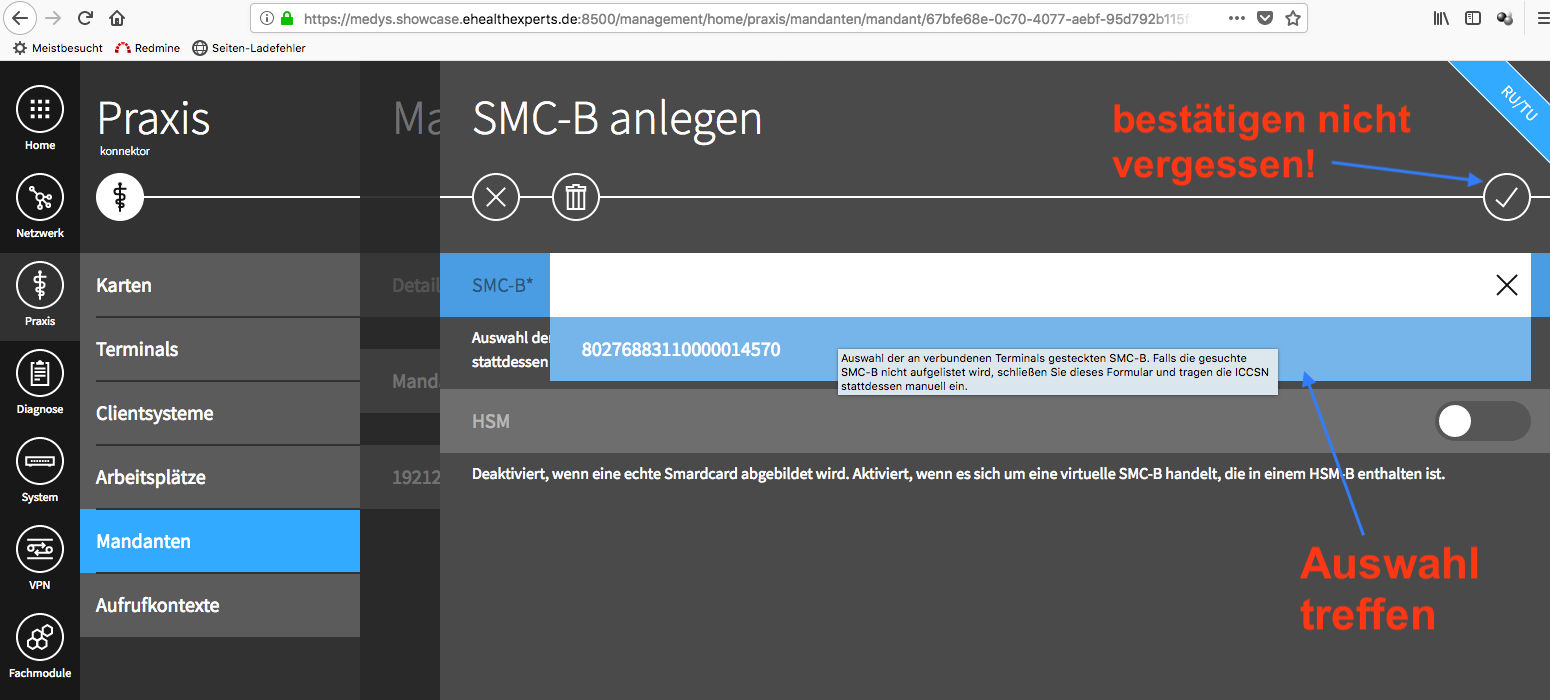 https://medys.showcase.ehealthexperts.de:8500/management/home/praxis/mandanten/mandant/67bfe68e-0c70-4077-aebf-95d792b115f
Meistbesucht
Redmine
Seiten-Ladefehler
Home
Netzwerk
Praxis
Diagnose
System
VPN
Fachmodule
Praxis
konnektor
Karten
Terminals
Clientsysteme
Arbeitsplätze
Mandanten
Aufrufkontexte
Ma
Detail
Manda
19212
SMC-B anlegen
RU/TU
bestätigen nicht
vergessen!
SMC-B*
Auswahl der
stattdessen
80276883110000014570
Auswahl der an verbundenen Terminals gesteckten SMC-B. Falls die gesuchte
SMC-B nicht aufgelistet wird, schließen Sie dieses Formular und tragen die ICCSN
stattdessen manuell ein.
HSM
Deaktiviert, wenn eine echte Smardcard abgebildet wird. Aktiviert, wenn es sich um eine virtuelle SMC-B handelt, die in einem HSM-B enthalten ist.
Auswahl
treffen